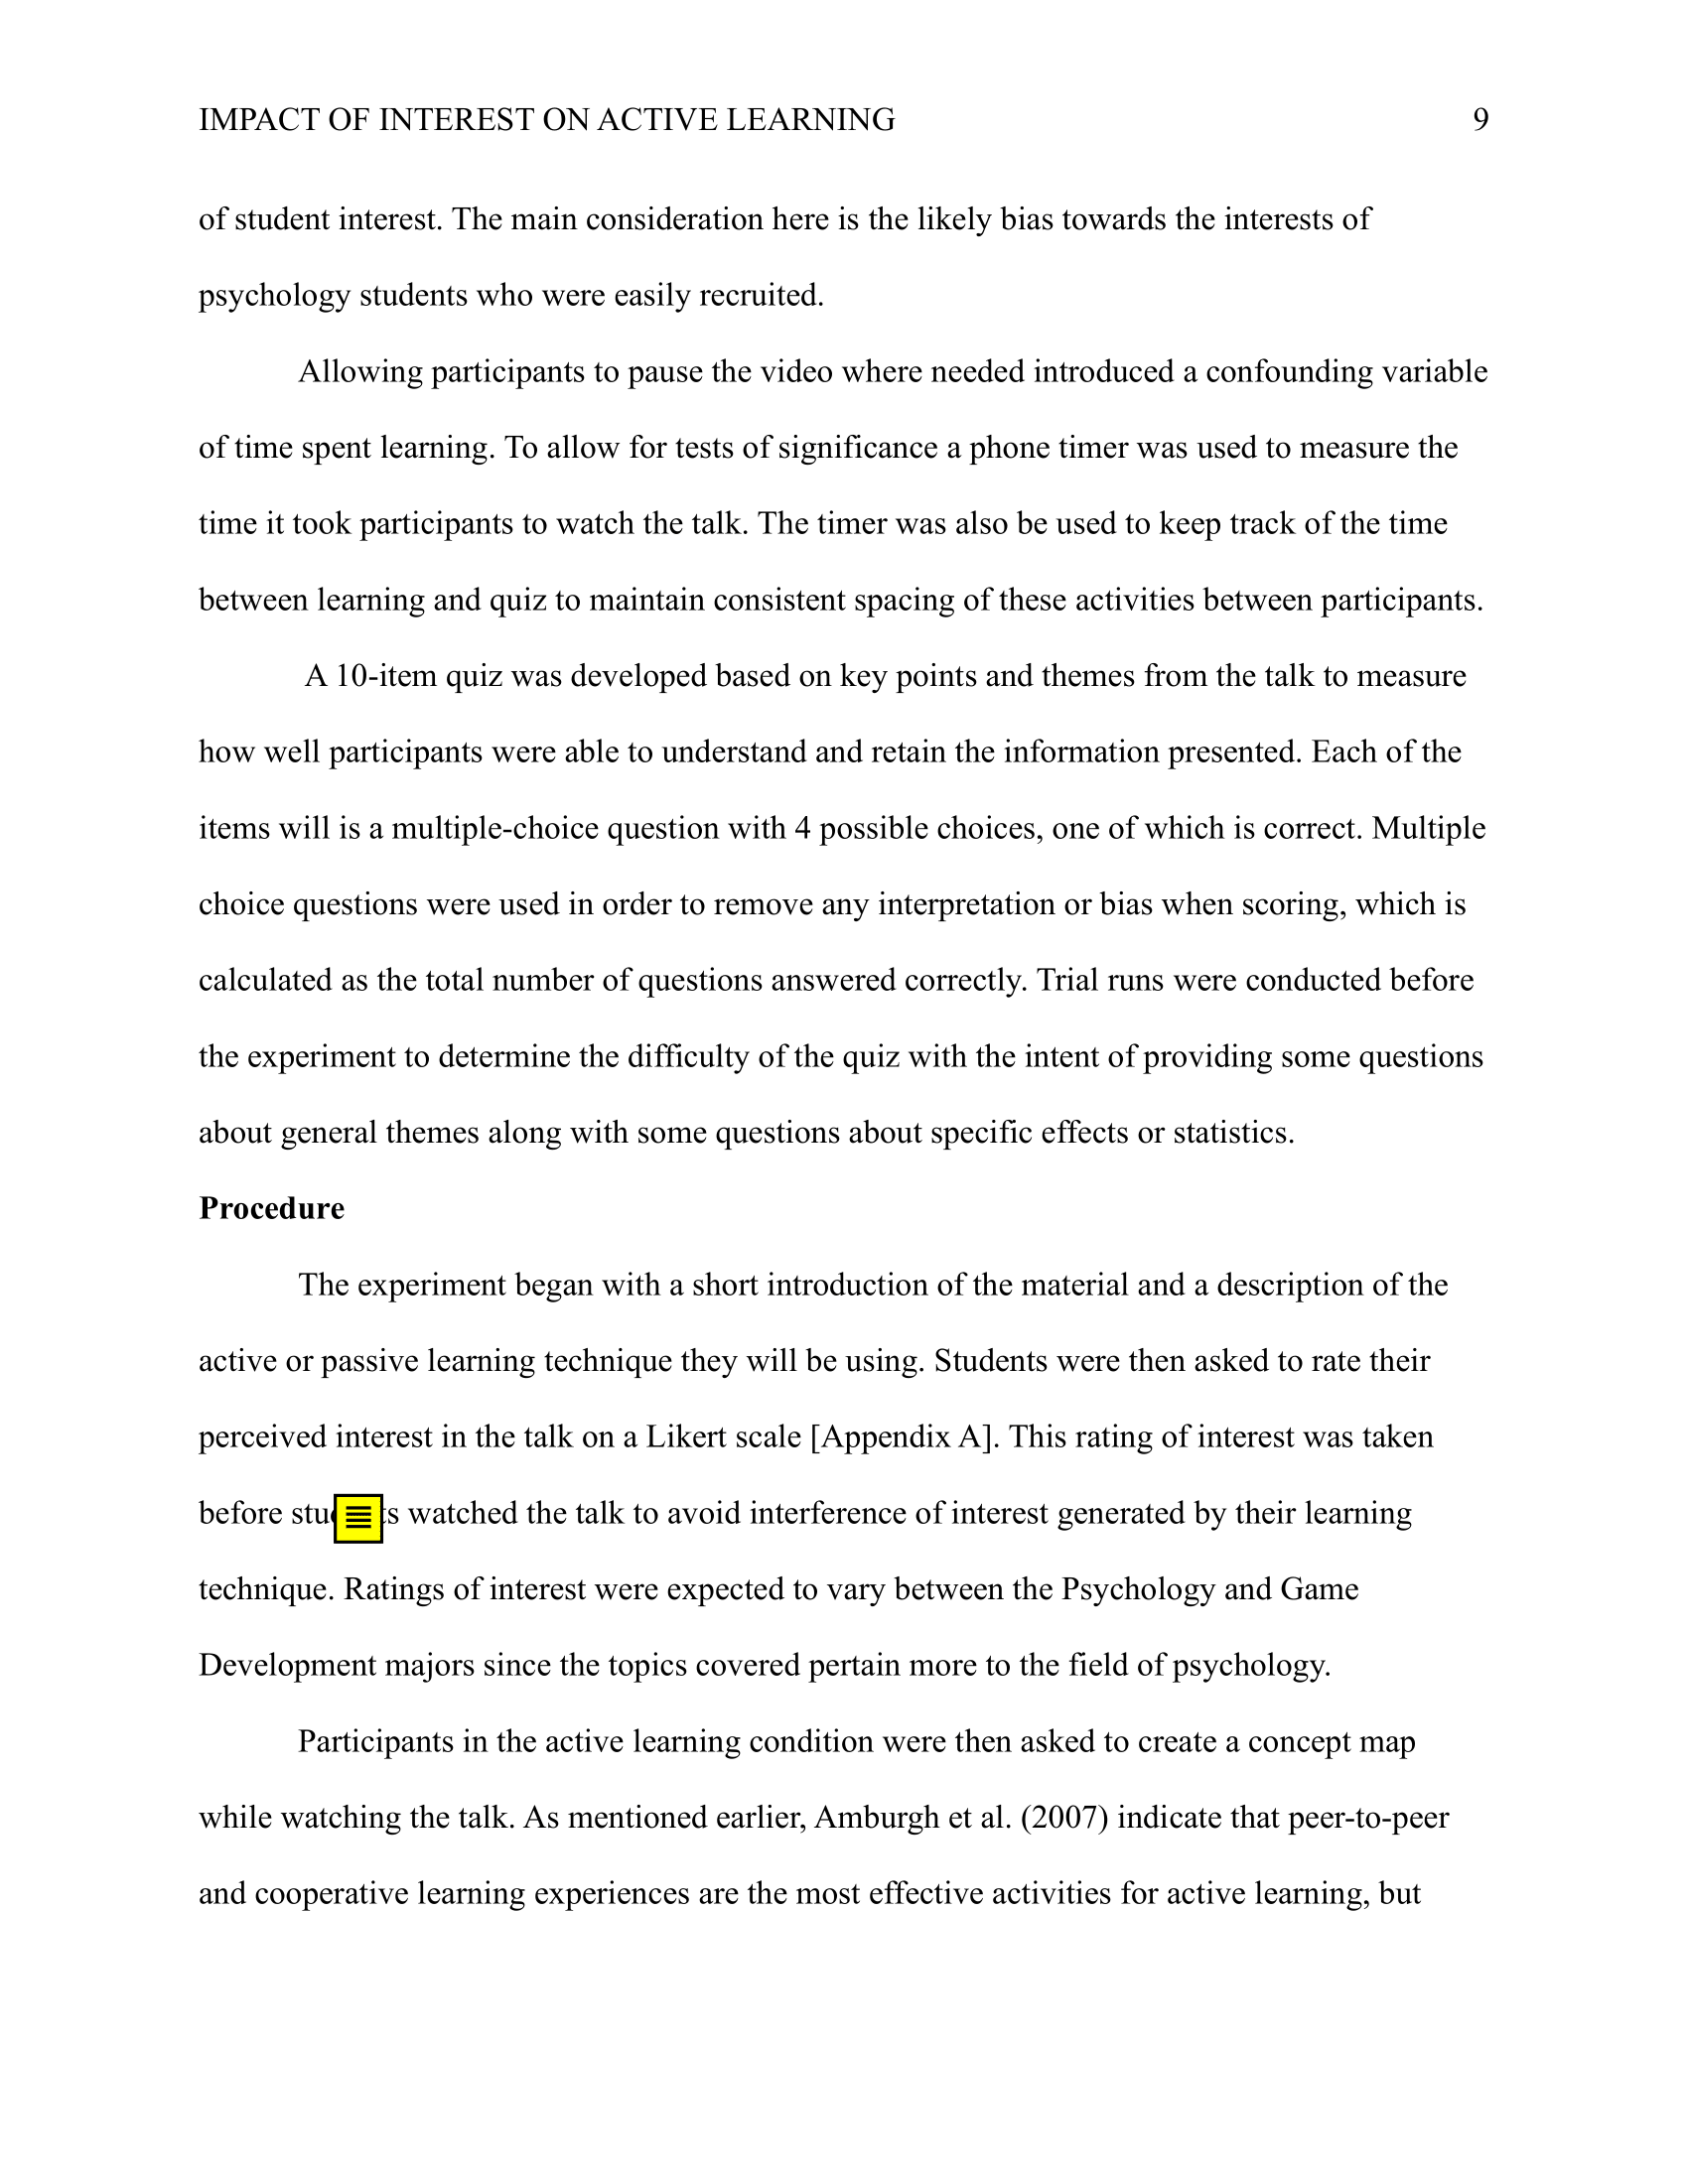 IMPACT OF INTEREST ON ACTIVE LEARNING 9
of student interest. The main consideration here is the likely bias towards the interests of
psychology students who were easily recruited.
Allowing participants to pause the video where needed introduced a confounding variable
of time spent learning. To allow for tests of significance a phone timer was used to measure the
time it took participants to watch the talk. The timer was also be used to keep track of the time
between learning and quiz to maintain consistent spacing of these activities between participants.
A 10-item quiz was developed based on key points and themes from the talk to measure
how well participants were able to understand and retain the information presented. Each of the
items will is a multiple-choice question with 4 possible choices, one of which is correct. Multiple
choice questions were used in order to remove any interpretation or bias when scoring, which is
calculated as the total number of questions answered correctly. Trial runs were conducted before
the experiment to determine the difficulty of the quiz with the intent of providing some questions
about general themes along with some questions about specific effects or statistics.
Procedure
The experiment began with a short introduction of the material and a description of the
active or passive learning technique they will be using. Students were then asked to rate their
perceived interest in the talk on a Likert scale [Appendix A]. This rating of interest was taken
before watched the talk to avoid interference of interest generated by their learning
technique. Ratings of interest were expected to vary between the Psychology and Game
Development majors since the topics covered pertain more to the field of psychology.
Participants in the active learning condition were then asked to create a concept map
while watching the talk. As mentioned earlier, Amburgh et al. (2007) indicate that peer-to-peer
and cooperative learning experiences are the most effective activities for active learning, but